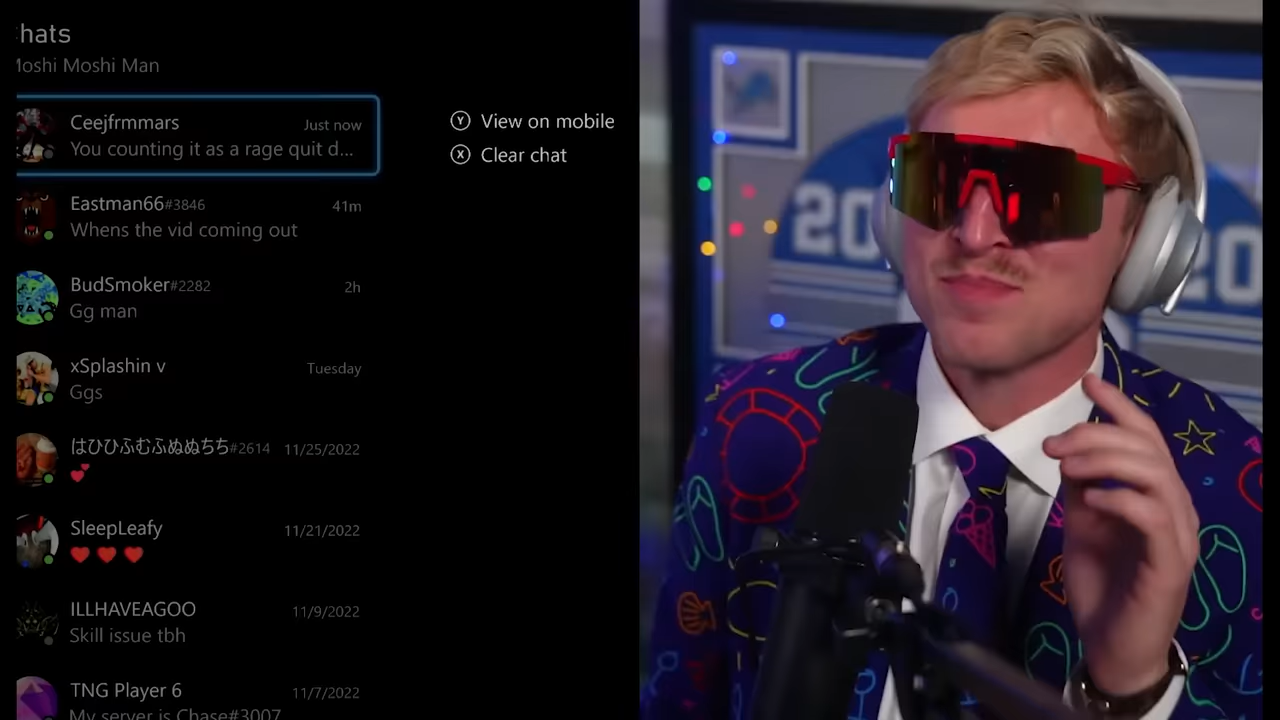 hats
Moshi Moshi Man
Ceejfrmmars
Just now
You counting it as a rage quit d...
Eastman66#3846
41m
Whens the vid coming out
BudSmoker#2282
2h
Gg man
xSplashin v
Tuesday
Ggs
はひひふむふぬぬちち#2614
11/25/2022
SleepLeafy
11/21/2022
ILLHAVEAGOO
11/9/2022
Skill issue tbh
TNG Player 6
11/7/2022
My server is Chase#3007
Y View on mobile
X Clear chat
20
20